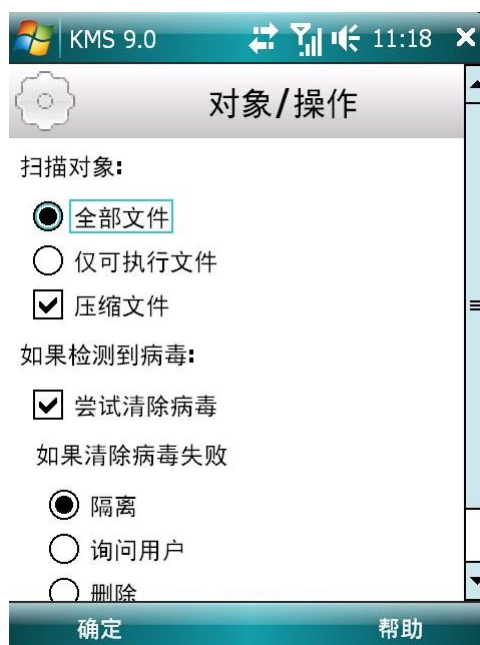 KMS 9.0 11:18
对象/操作
扫描对象:
全部文件
仅可执行文件
压缩文件
如果检测到病毒:
尝试清除病毒
如果清除病毒失败
隔离
询问用户
删除
确定 帮助